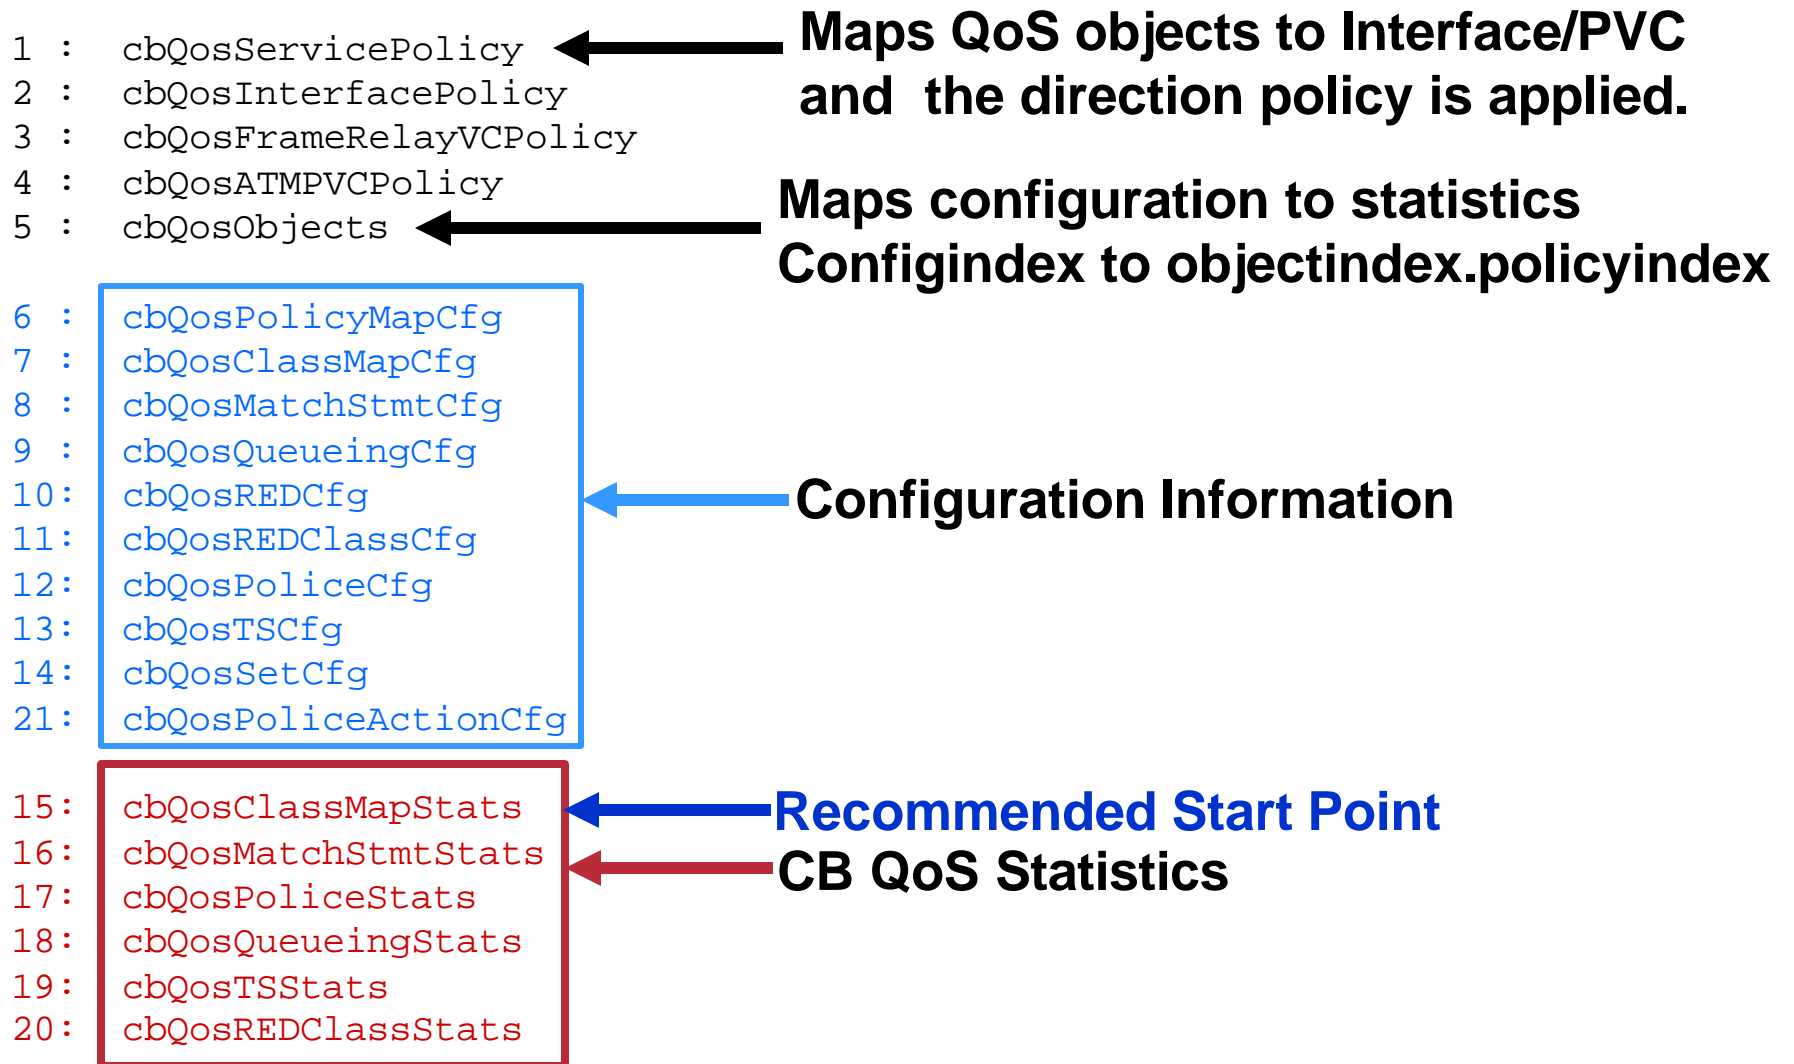 1 : cbQosServicePolicy
Maps QoS objects to Interface/PVC
and the direction policy is applied.
2 : cbQosInterfacePolicy
3 : cbQosFrameRelayVCPolicy
4 : cbQosATMPVCPolicy
5 : cbQosObjects
Maps configuration to statistics
Configindex to objectindex.policyindex
6 : cbQosPolicyMapCfg
7 : cbQosClassMapCfg
8 : cbQosMatchStmtCfg
9 : cbQosQueueingCfg
10: cbQosREDCfg
11: cbQosREDClassCfg
12: cbQosPoliceCfg
13: cbQosTSCfg
14: cbQosSetCfg
21: cbQosPoliceActionCfg
Configuration Information
15: cbQosClassMapStats
Recommended Start Point
16: cbQosMatchStmtStats
CB QoS Statistics
17: cbQosPoliceStats
18: cbQosQueueingStats
19: cbQosTSStats
20: cbQosREDClassStats